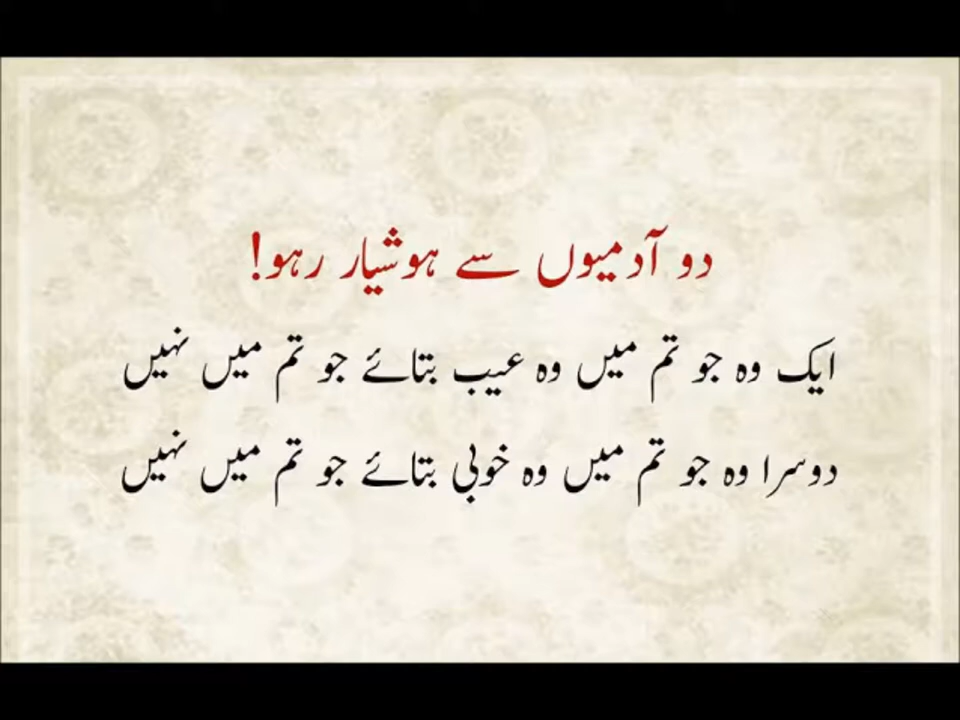 دو آدمیوں سے ہوشیار رہو!
ایک وہ جو تم میں وہ عیب بتائے جو تم میں نہیں
دوسرا وہ جو تم میں وہ خوبی بتائے جو تم میں نہیں